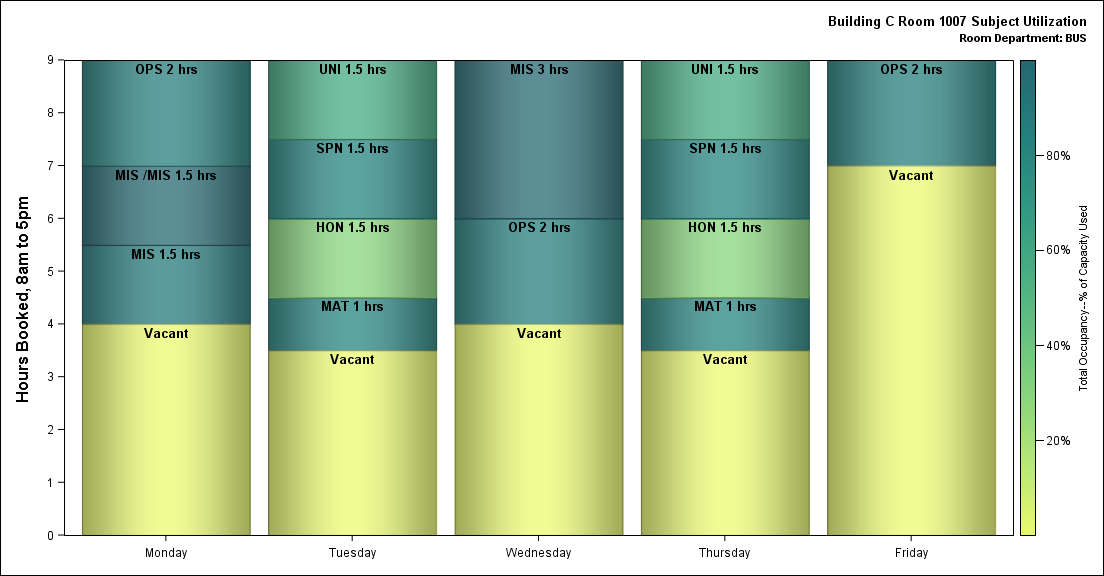 Building C Room 1007 Subject Utilization
Room Department: BUS
Hours Booked, 8am to 5pm
9
8
7
6
5
4
3
2
1
0
OPS 2 hrs
MIS /MIS 1.5 hrs
MIS 1.5 hrs
Vacant
Monday
UNI 1.5 hrs
SPN 1.5 hrs
HON 1.5 hrs
MAT 1 hrs
Vacant
Tuesday
MIS 3 hrs
OPS 2 hrs
Vacant
Wednesday
UNI 1.5 hrs
SPN 1.5 hrs
HON 1.5 hrs
MAT 1 hrs
Vacant
Thursday
OPS 2 hrs
Vacant
Friday
80%
60%
40%
20%
Total Occupancy--% of Capacity Used